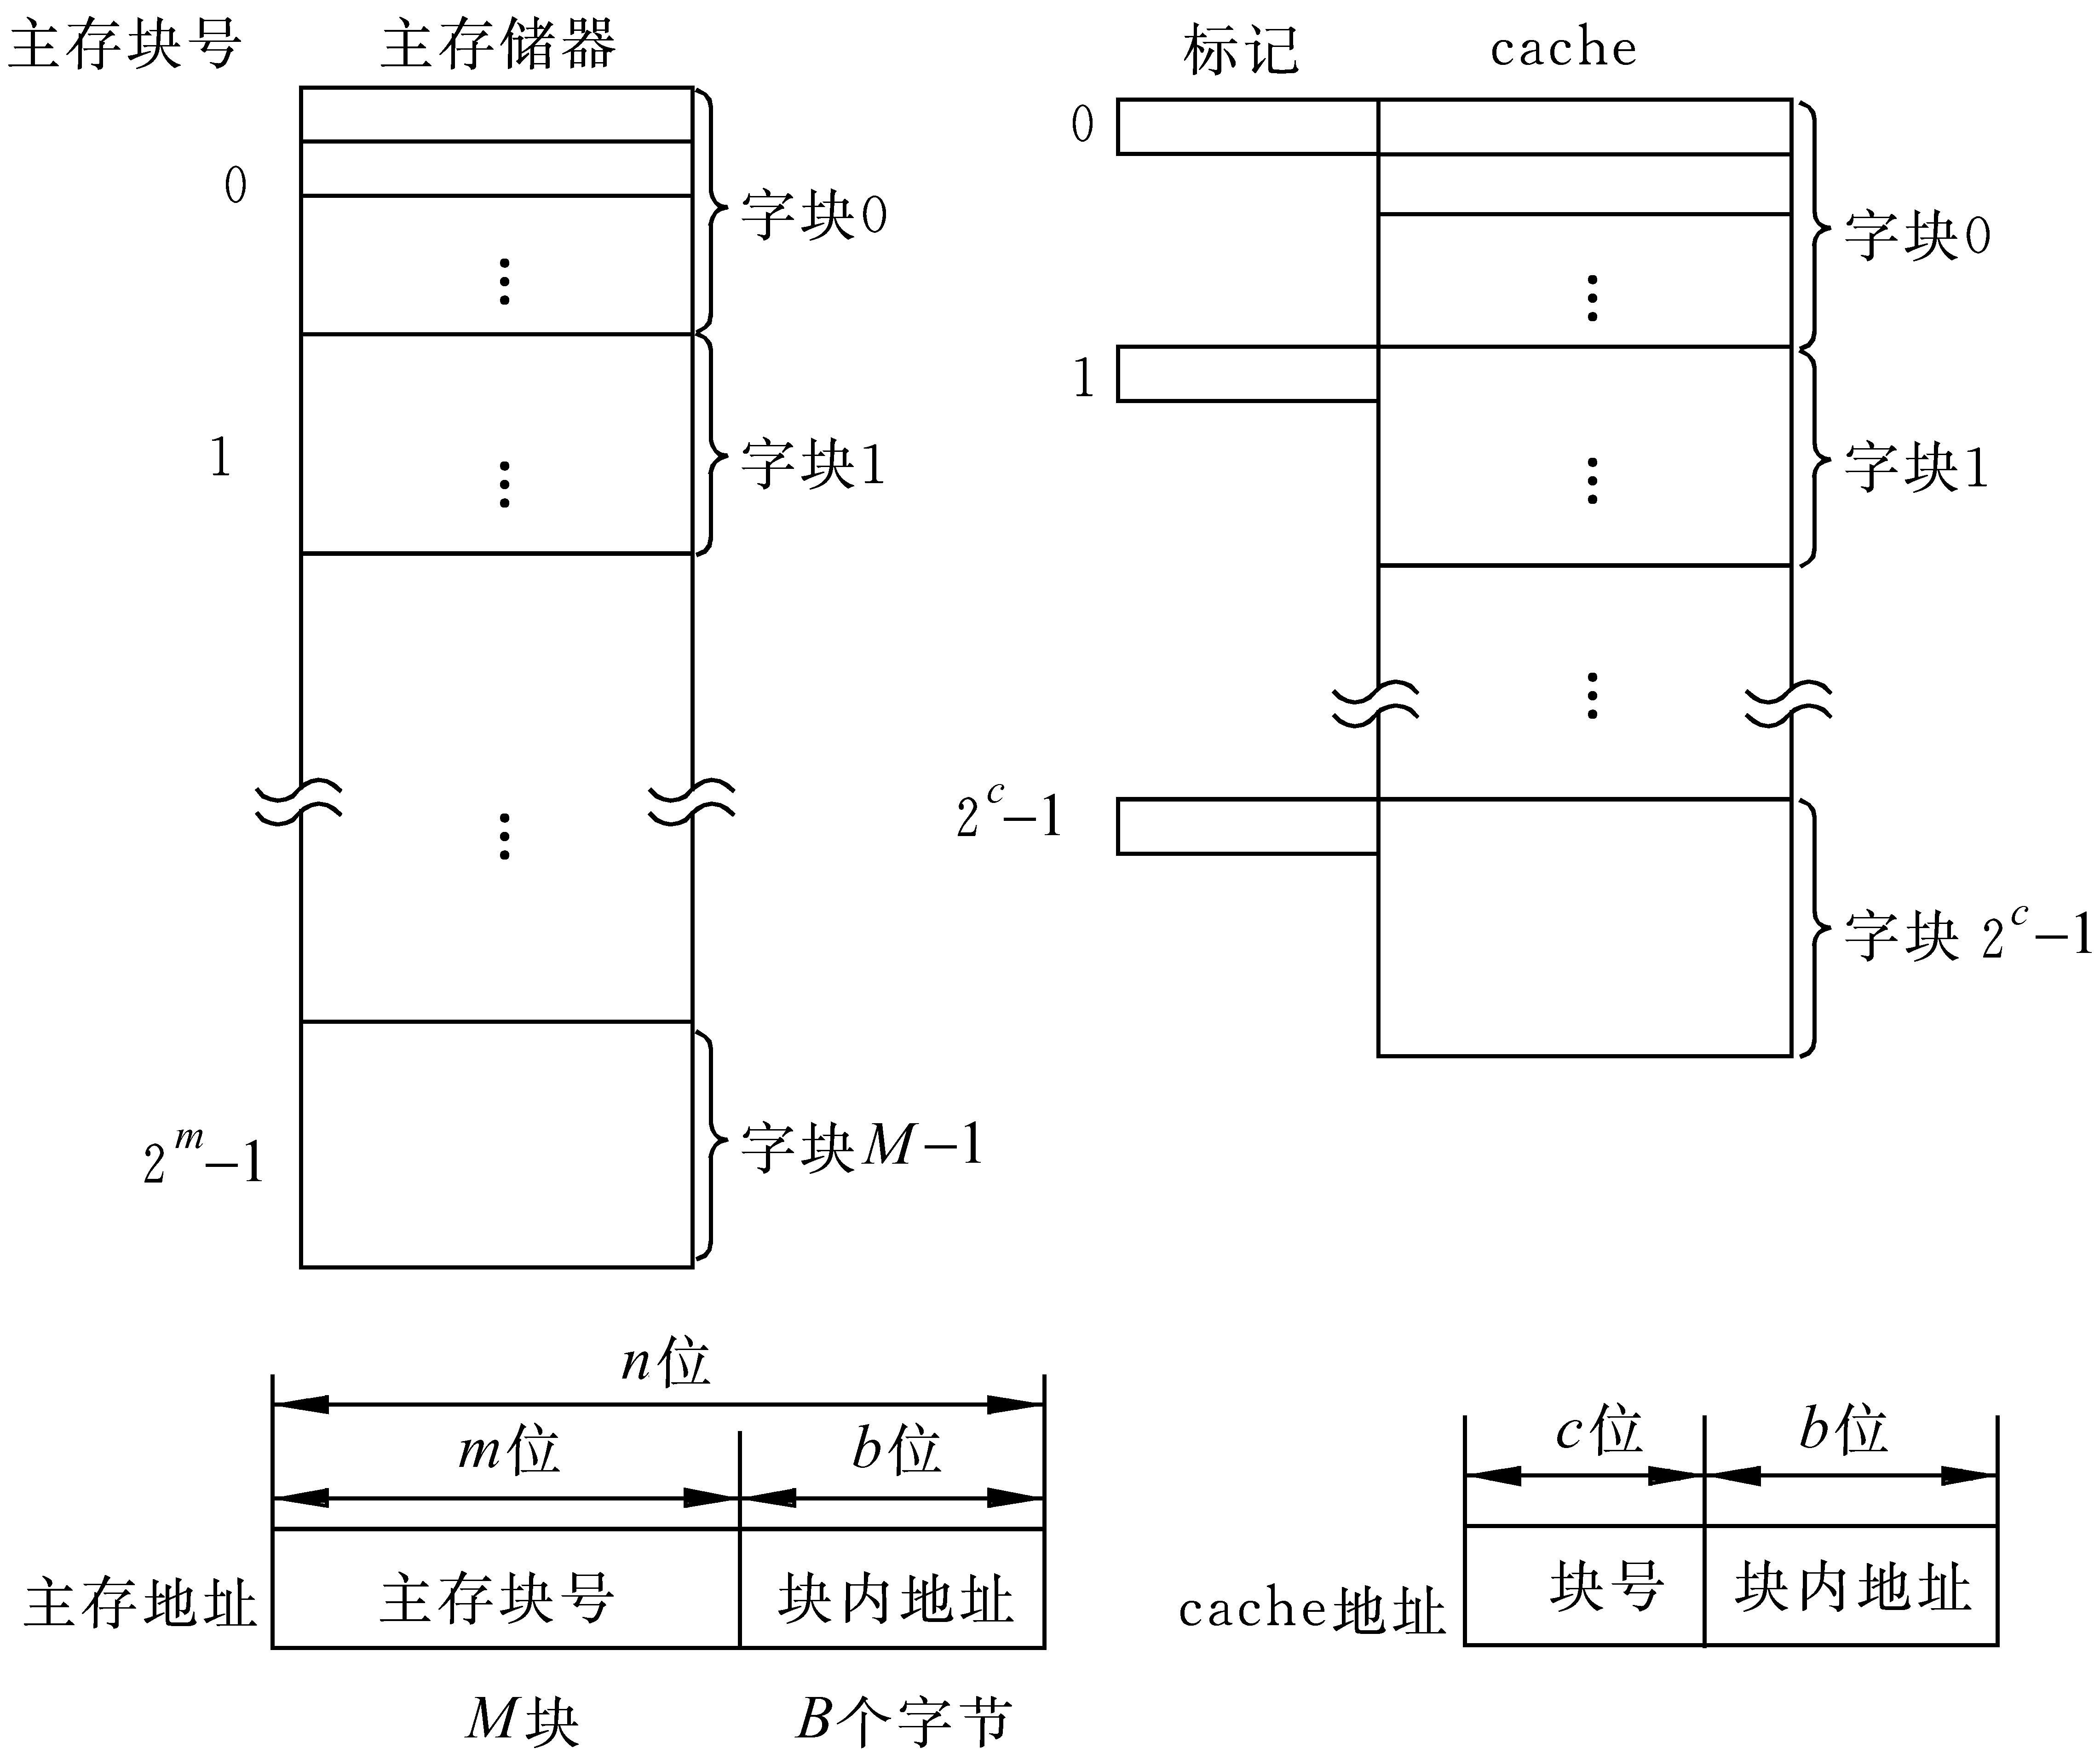 主存块号 主存储器
0 字块0
1 字块1
2^m−1 字块M−1
标记 cache
0 字块0
1 字块1
2^c−1 字块 2^c−1
n位
m位 b位
主存地址 主存块号 块内地址
M块 B个字节
c位 b位
cache地址 块号 块内地址